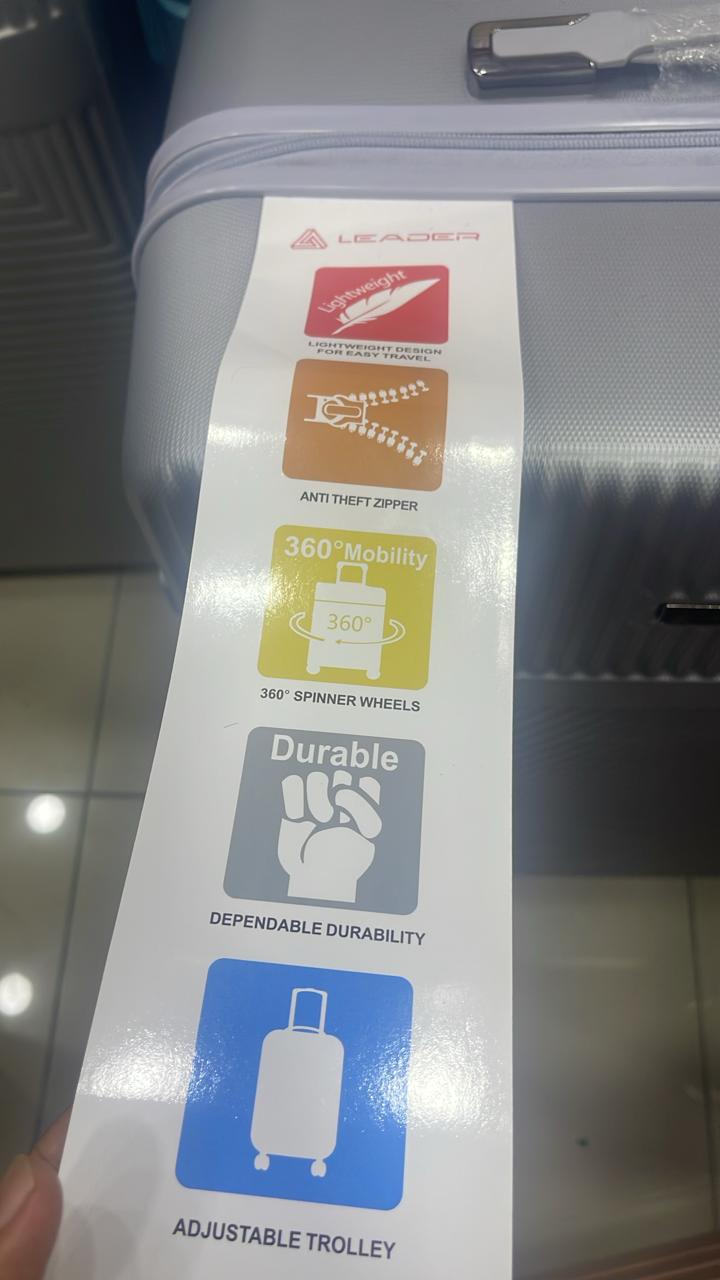 LEADER
Lightweight
LIGHTWEIGHT DESIGN
FOR EASY TRAVEL
ANTI THEFT ZIPPER
360°Mobility
360°
360° SPINNER WHEELS
Durable
DEPENDABLE DURABILITY
ADJUSTABLE TROLLEY